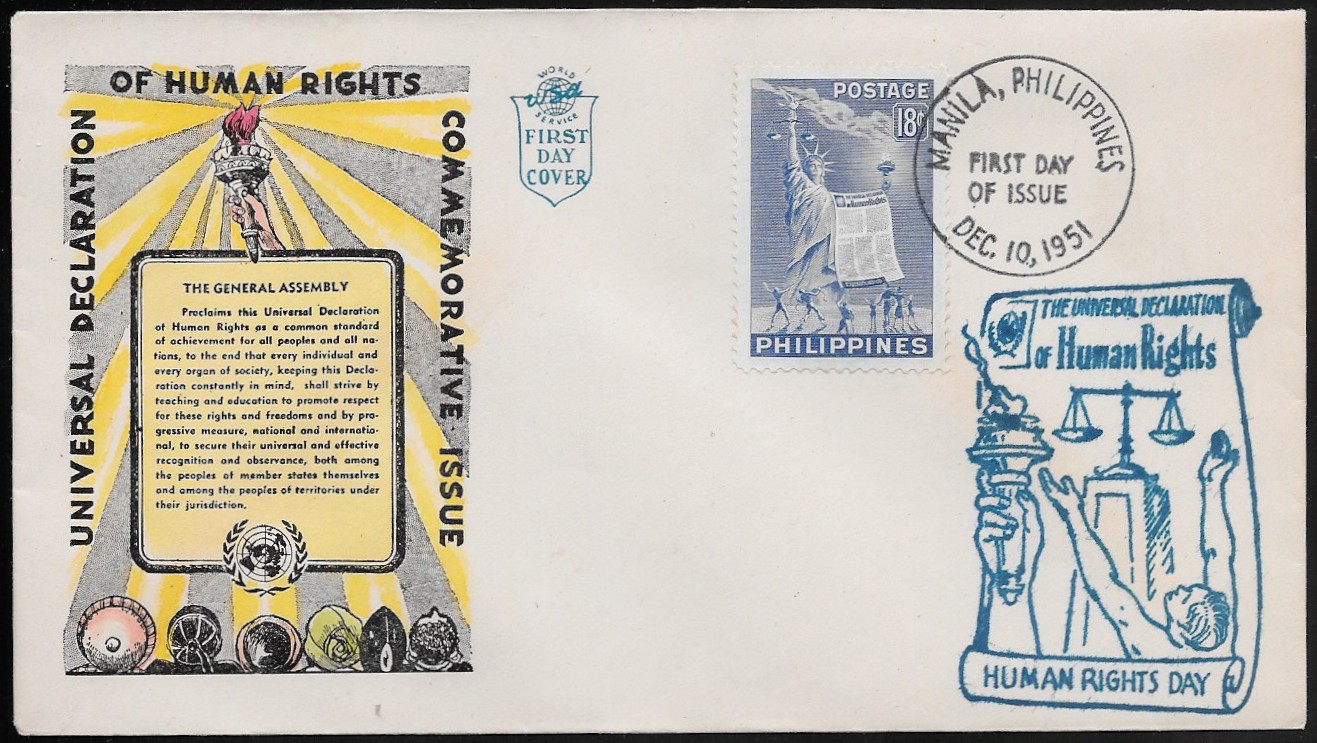 UNIVERSAL DECLARATION
OF HUMAN RIGHTS
COMMEMORATIVE ISSUE
THE GENERAL ASSEMBLY
Proclaims this Universal Declaration
of Human Rights as a common standard
of achievement for all peoples and all na-
tions, to the end that every individual and
every organ of society, keeping this Decla-
ration constantly in mind, shall strive by
teaching and education to promote respect
for these rights and freedoms and by pro-
gressive measure, national and internatio-
nal, to secure their universal and effective
recognition and observance, both among
the peoples of member states themselves
and among the peoples of territories under
their jurisdiction.
WORLD
wsa
SERVICE
FIRST
DAY
COVER
POSTAGE
18c
Human Rights
PHILIPPINES
MANILA, PHILIPPINES
FIRST DAY
OF ISSUE
DEC. 10, 1951
THE UNIVERSAL DECLARATION
OF Human Rights
HUMAN RIGHTS DAY